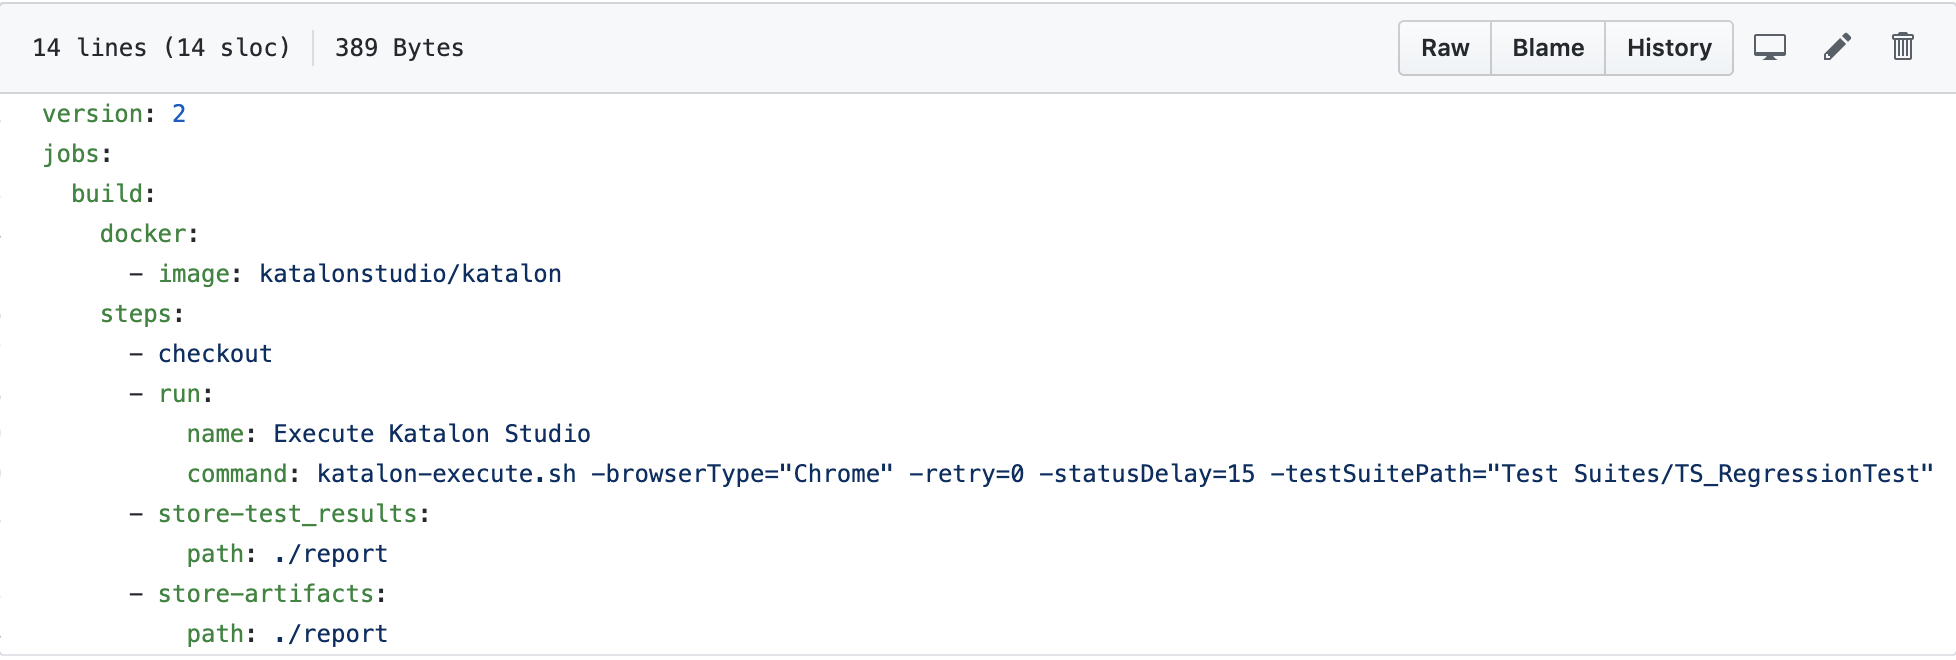 14 lines (14 sloc) 389 Bytes Raw Blame History
version: 2
jobs:
  build:
    docker:
      - image: katalonstudio/katalon
    steps:
      - checkout
      - run:
          name: Execute Katalon Studio
          command: katalon-execute.sh -browserType="Chrome" -retry=0 -statusDelay=15 -testSuitePath="Test Suites/TS_RegressionTest"
      - store-test_results:
          path: ./report
      - store-artifacts:
          path: ./report